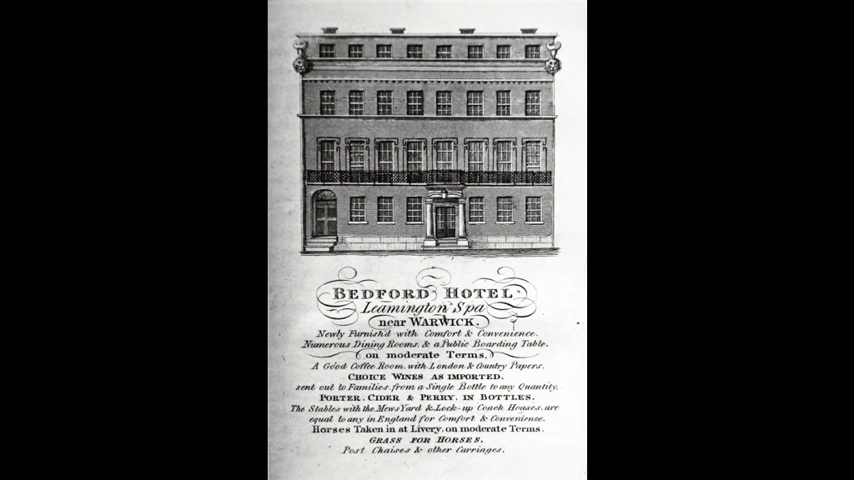 BEDFORD HOTEL
Leamington Spa
near WARWICK.
Newly Furnish'd with Comfort & Convenience.
Numerous Dining Rooms, & a Public Boarding Table,
on moderate Terms,
A Good Coffee Room, with London & Country Papers.
CHOICE WINES AS IMPORTED,
sent out to Families, from a Single Bottle to any Quantity,
PORTER, CIDER & PERRY, IN BOTTLES.
The Stables with the Mews Yard & Lock-up Coach Houses, are
equal to any in England for Comfort & Convenience.
Horses Taken in at Livery, on moderate Terms.
GRASS FOR HORSES.
Post Chaises & other Carriages.